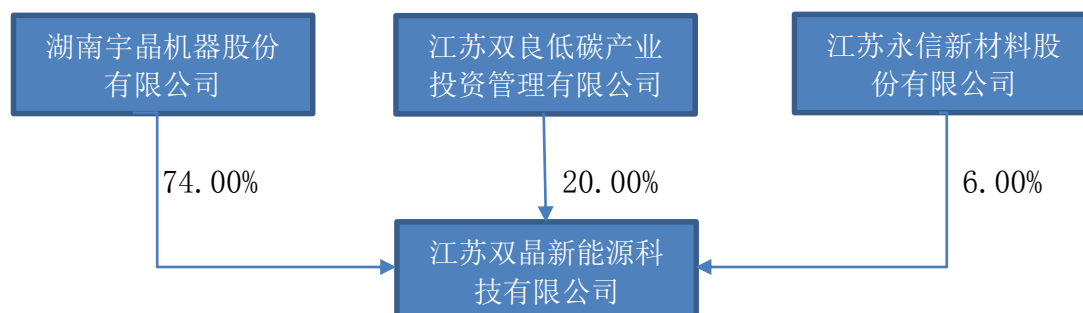 湖南宇晶机器股份
有限公司
江苏双良低碳产业
投资管理有限公司
江苏永信新材料股
份有限公司
74.00%
20.00%
6.00%
江苏双晶新能源科
技有限公司